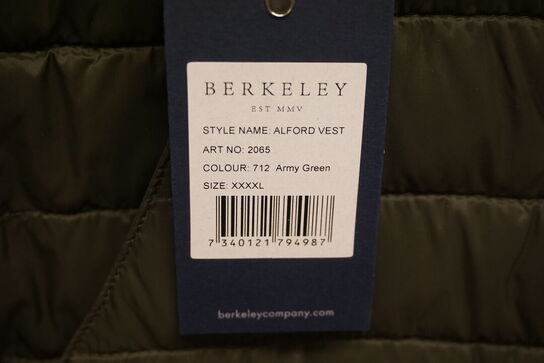 BERKELEY
EST MMV
STYLE NAME: ALFORD VEST
ART NO: 2065
COLOUR: 712 Army Green
SIZE: XXXXL
7 340121 794987
berkeleycompany.com